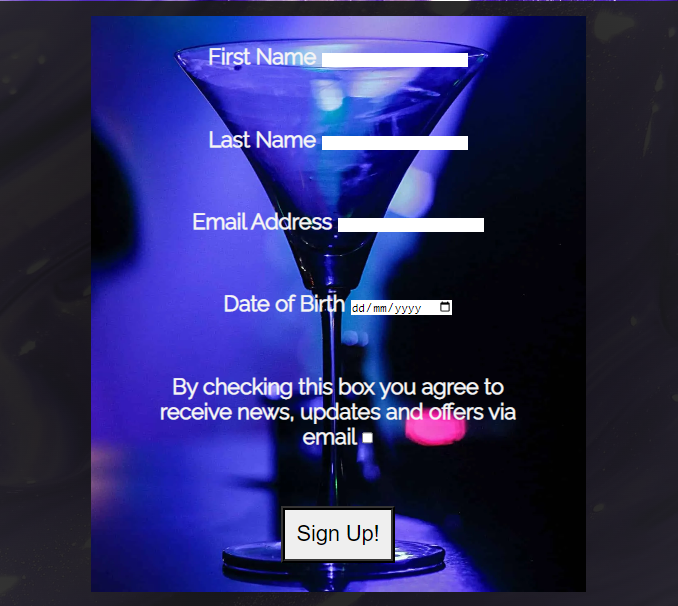 First Name
Last Name
Email Address
Date of Birth dd/mm/yyyy
By checking this box you agree to
receive news, updates and offers via
email
Sign Up!